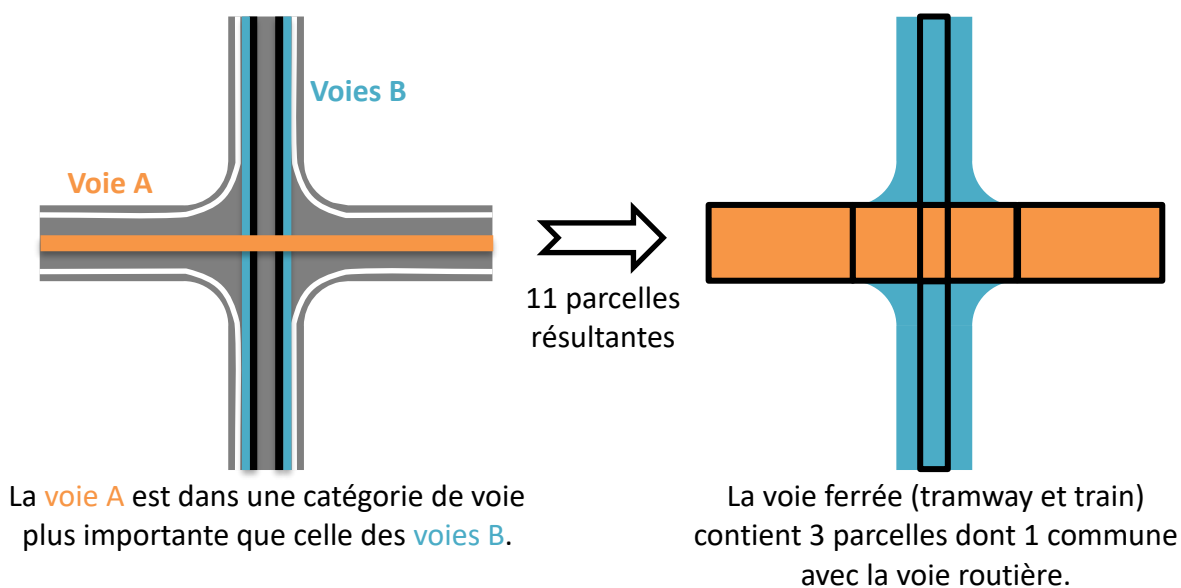 Voies B
Voie A
11 parcelles
résultantes
La voie A est dans une catégorie de voie
plus importante que celle des voies B.
La voie ferrée (tramway et train)
contient 3 parcelles dont 1 commune
avec la voie routière.